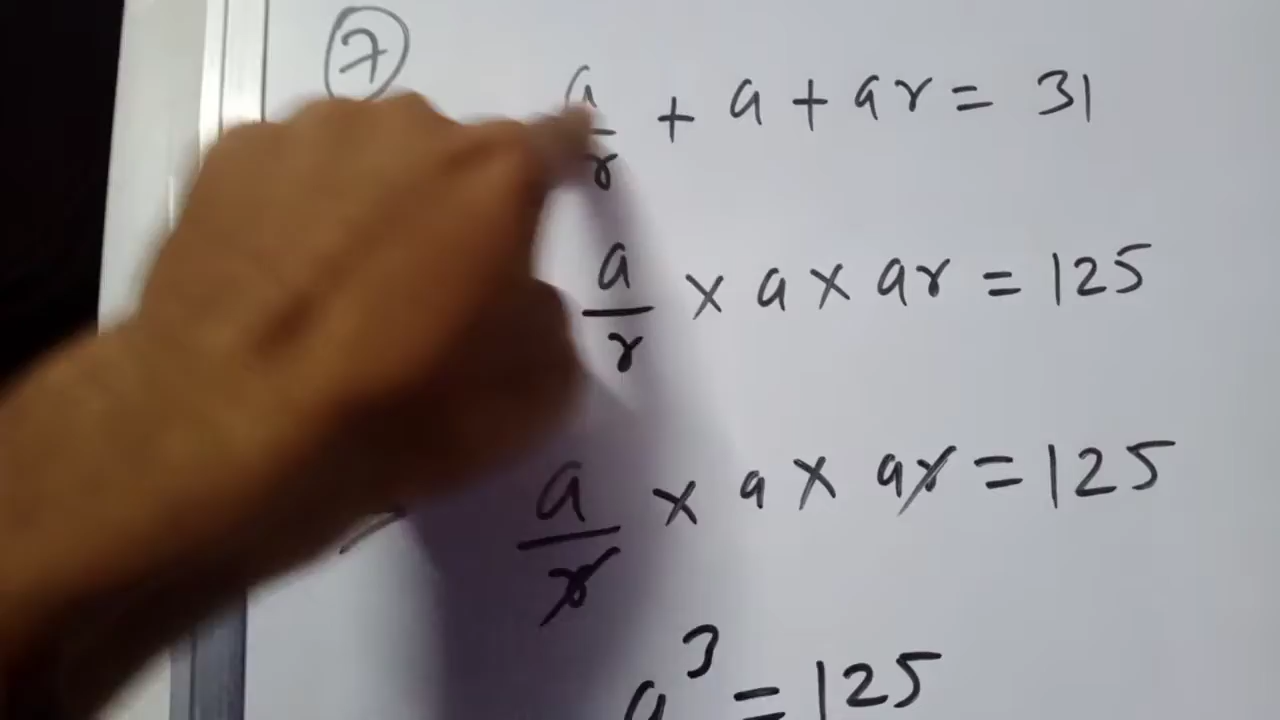 7
a/r + a + ar = 31
a/r × a × ar = 125
a/r × a × ar = 125
a³ = 125